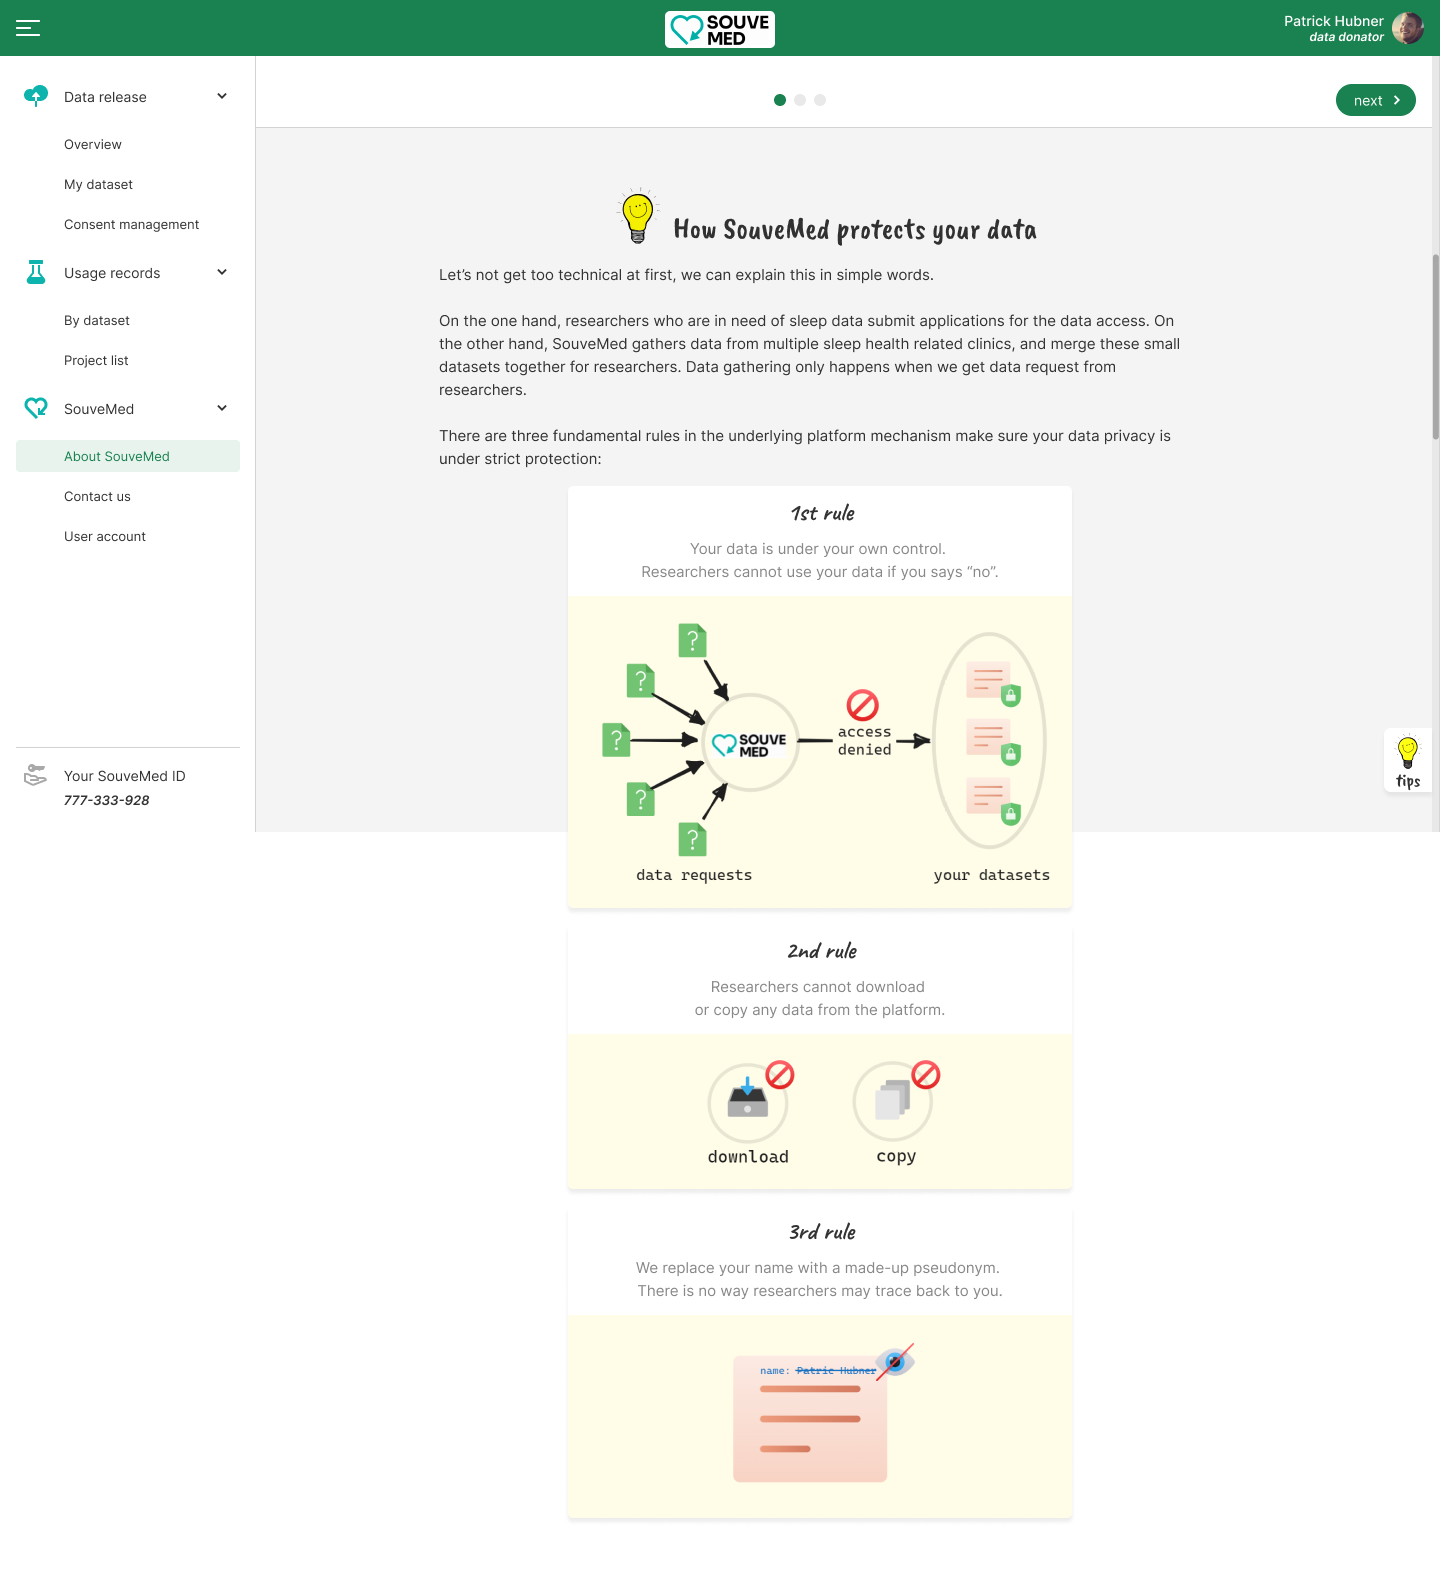 SOUVE
MED
Patrick Hubner
data donator
Data release
Overview
My dataset
Consent management
Usage records
By dataset
Project list
SouveMed
About SouveMed
Contact us
User account
Your SouveMed ID
777-333-928
next
How SouveMed protects your data
Let's not get too technical at first, we can explain this in simple words.
On the one hand, researchers who are in need of sleep data submit applications for the data access. On
the other hand, SouveMed gathers data from multiple sleep health related clinics, and merge these small
datasets together for researchers. Data gathering only happens when we get data request from
researchers.
There are three fundamental rules in the underlying platform mechanism make sure your data privacy is
under strict protection:
1st rule
Your data is under your own control.
Researchers cannot use your data if you says “no”.
?
?
?
?
?
SOUVE
MED
access
denied
data requests
your datasets
tips
2nd rule
Researchers cannot download
or copy any data from the platform.
download
copy
3rd rule
We replace your name with a made-up pseudonym.
There is no way researchers may trace back to you.
name: Patric Hubner